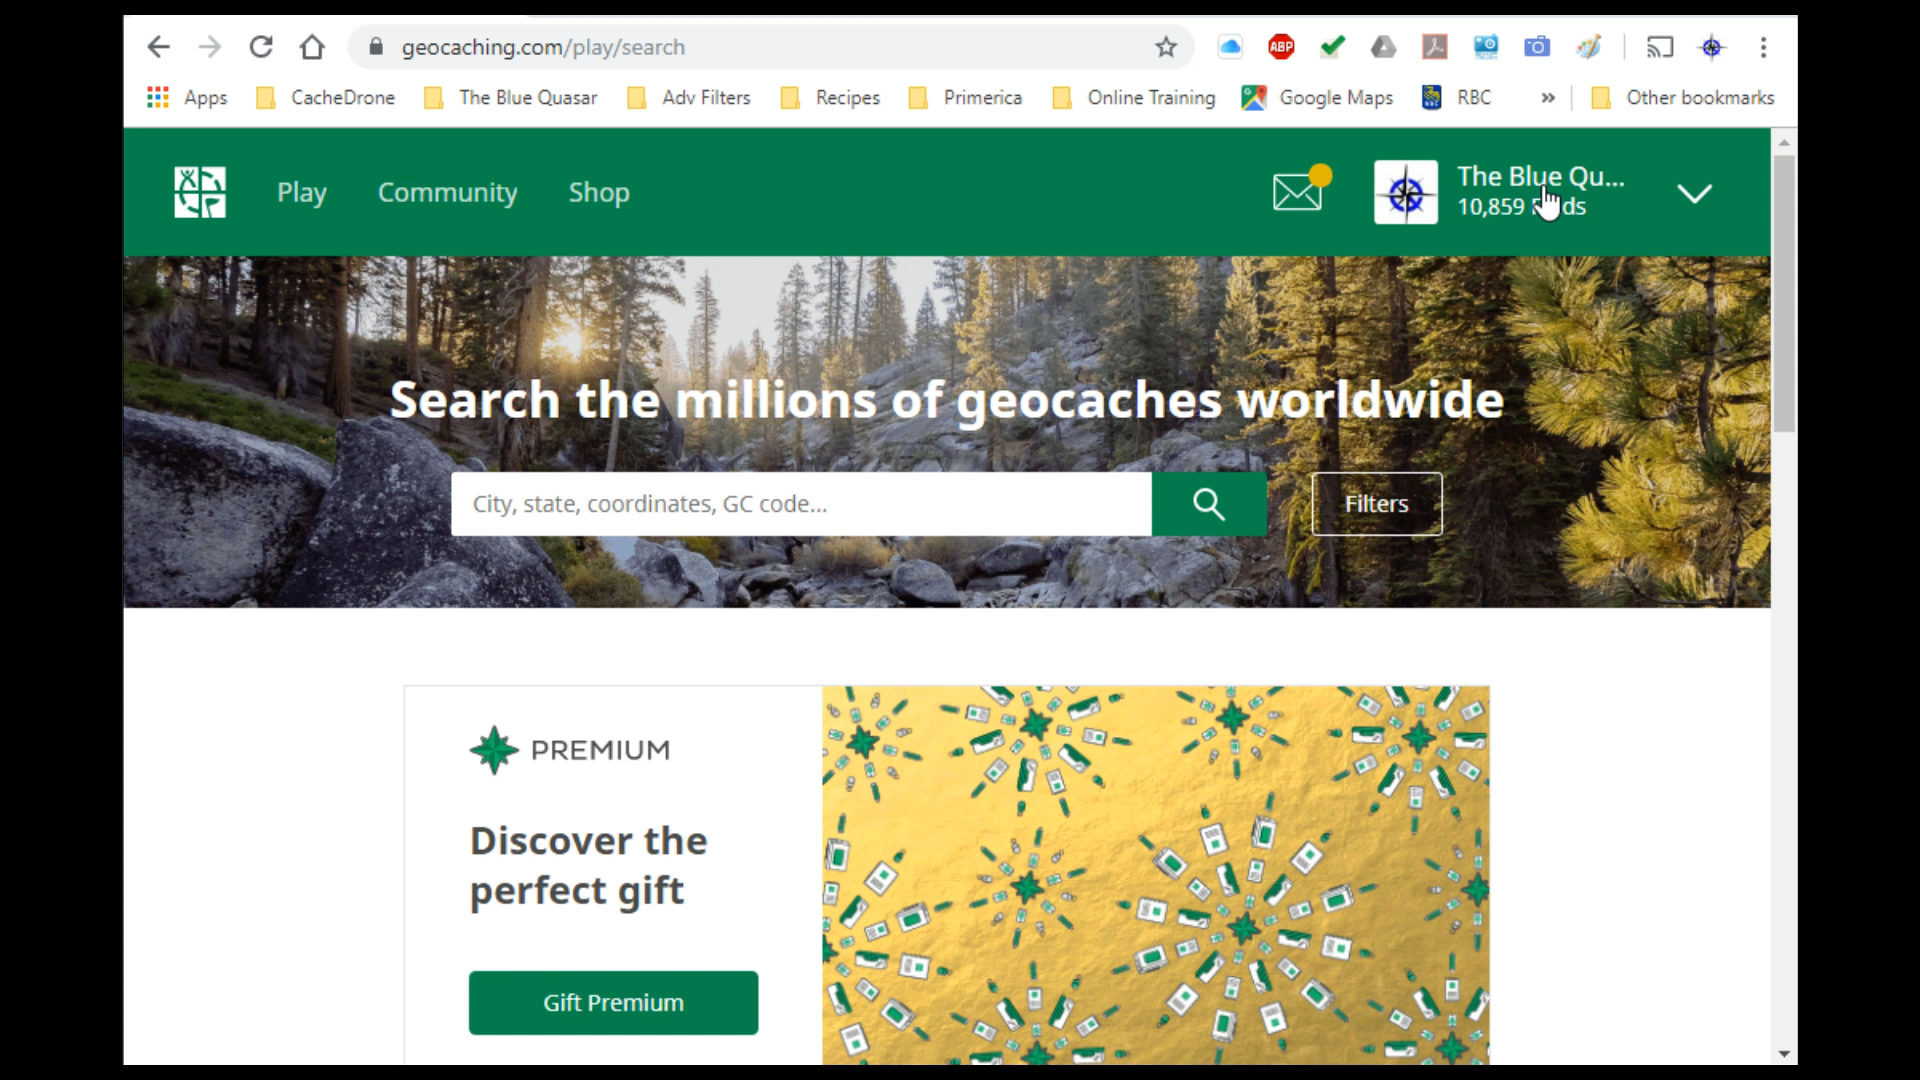 geocaching.com/play/search
ABP
Apps CacheDrone The Blue Quasar Adv Filters Recipes Primerica Online Training Google Maps RBC » Other bookmarks
Play Community Shop
The Blue Qu...
10,859
Search the millions of geocaches worldwide
City, state, coordinates, GC code...
Filters
PREMIUM
Discover the
perfect gift
Gift Premium